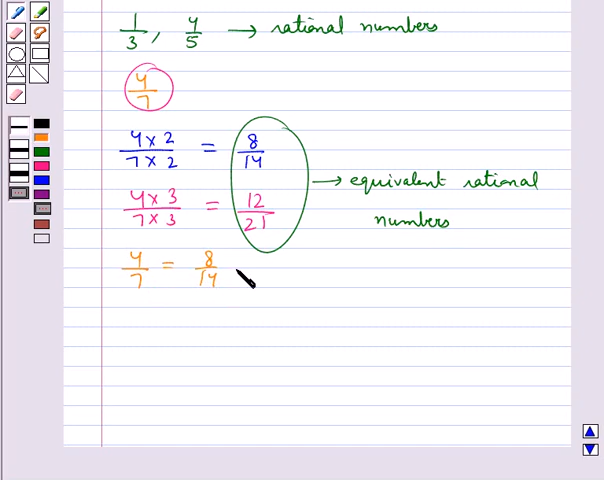 1/3, 4/5 → rational numbers
4/7
4 × 2 / 7 × 2 = 8/14
→ equivalent rational
4 × 3 / 7 × 3 = 12/21
numbers
4/7 = 8/14